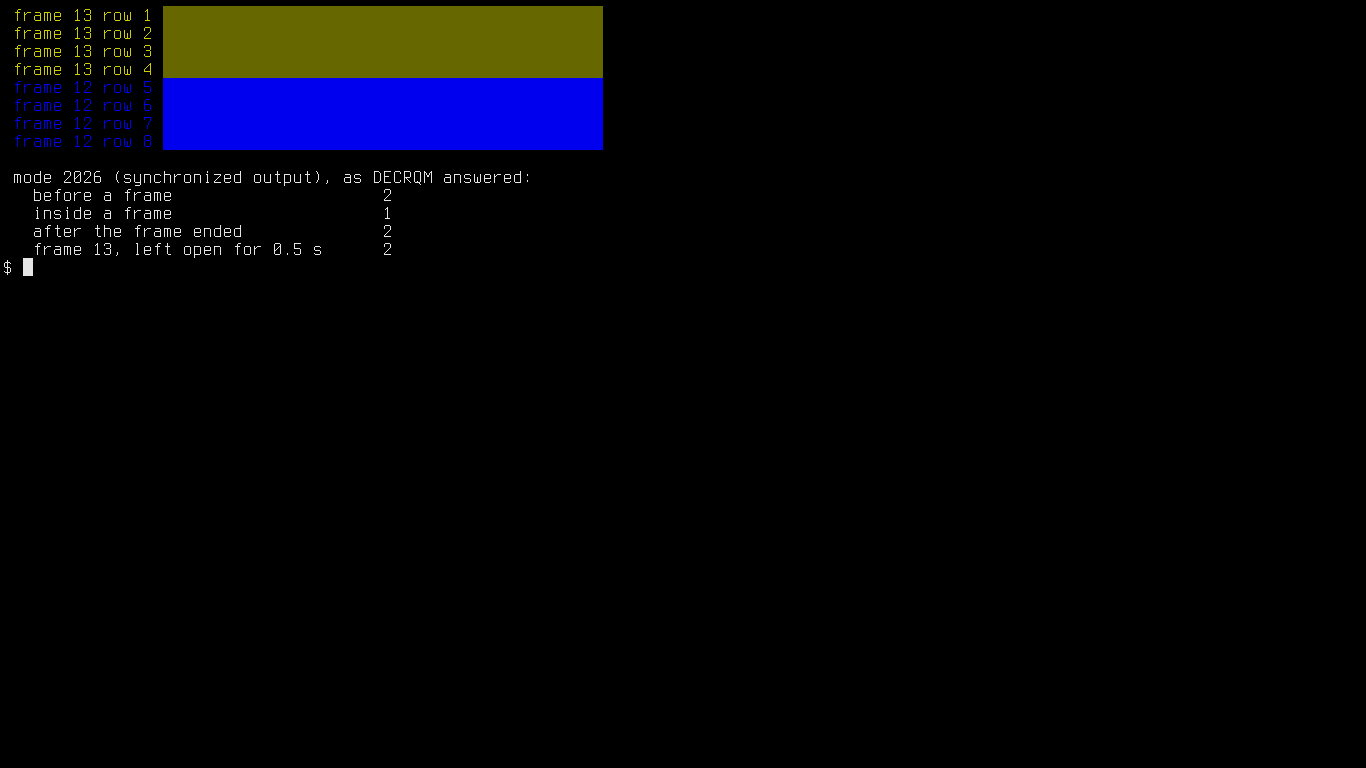 frame 13 row 1
frame 13 row 2
frame 13 row 3
frame 13 row 4
frame 12 row 5
frame 12 row 6
frame 12 row 7
frame 12 row 8
mode 2026 (synchronized output), as DECRQM answered:
before a frame 2
inside a frame 1
after the frame ended 2
frame 13, left open for 0.5 s 2
$